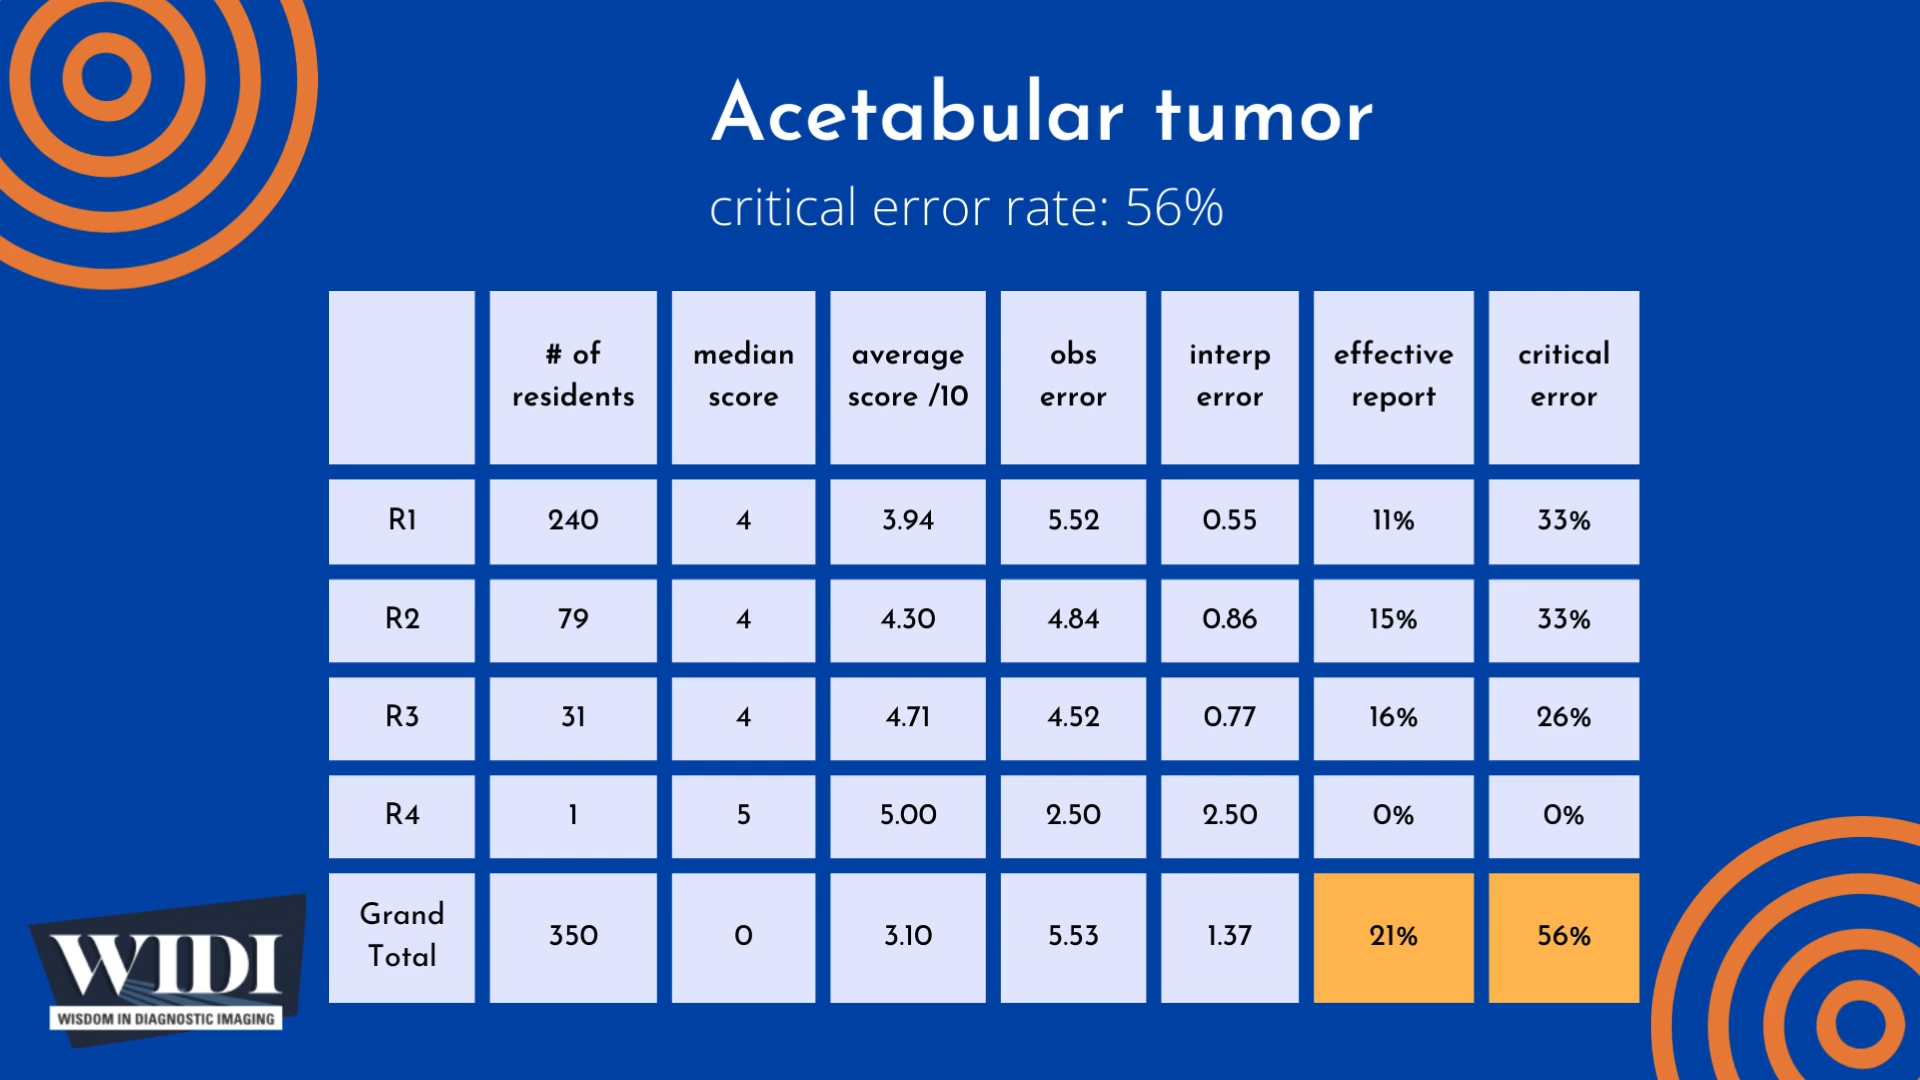 Acetabular tumor
critical error rate: 56%
# of residents | median score | average score /10 | obs error | interp error | effective report | critical error
R1 | 240 | 4 | 3.94 | 5.52 | 0.55 | 11% | 33%
R2 | 79 | 4 | 4.30 | 4.84 | 0.86 | 15% | 33%
R3 | 31 | 4 | 4.71 | 4.52 | 0.77 | 16% | 26%
R4 | 1 | 5 | 5.00 | 2.50 | 2.50 | 0% | 0%
Grand Total | 350 | 0 | 3.10 | 5.53 | 1.37 | 21% | 56%
WIDI
WISDOM IN DIAGNOSTIC IMAGING